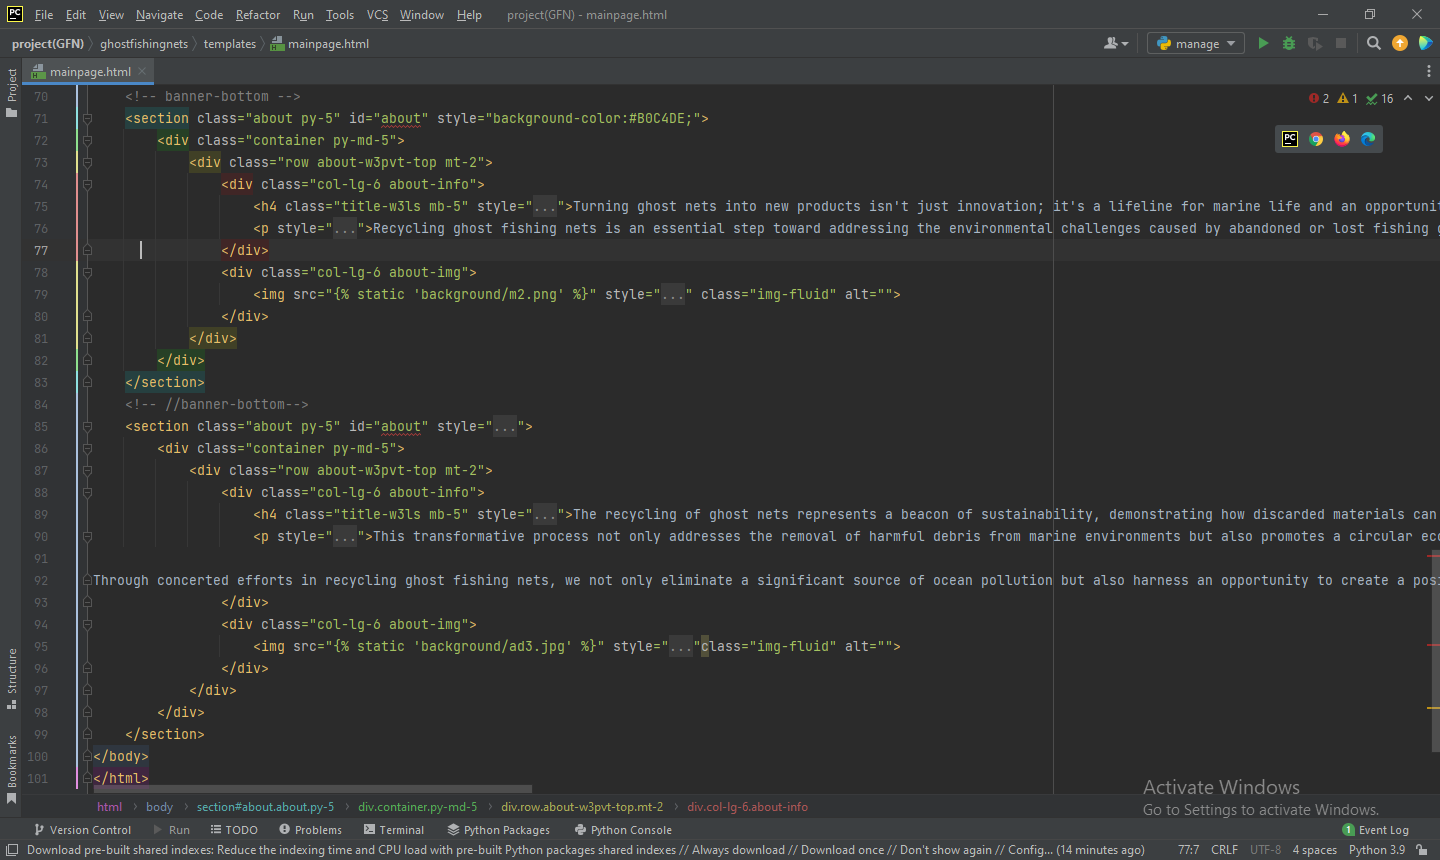 PC File Edit View Navigate Code Refactor Run Tools VCS Window Help project(GFN) - mainpage.html
project(GFN) ghostfishingnets templates mainpage.html manage
mainpage.html
2 1 16
70 <!-- banner-bottom -->
71 <section class="about py-5" id="about" style="background-color:#B0C4DE;">
72 <div class="container py-md-5">
73 <div class="row about-w3pvt-top mt-2">
74 <div class="col-lg-6 about-info">
75 <h4 class="title-w3ls mb-5" style="...">Turning ghost nets into new products isn't just innovation; it's a lifeline for marine life and an opportunit
76 <p style="...">Recycling ghost fishing nets is an essential step toward addressing the environmental challenges caused by abandoned or lost fishing g
77 </div>
78 <div class="col-lg-6 about-img">
79 <img src="{% static 'background/m2.png' %}" style="..." class="img-fluid" alt="">
80 </div>
81 </div>
82 </div>
83 </section>
84 <!-- //banner-bottom-->
85 <section class="about py-5" id="about" style="...">
86 <div class="container py-md-5">
87 <div class="row about-w3pvt-top mt-2">
88 <div class="col-lg-6 about-info">
89 <h4 class="title-w3ls mb-5" style="...">The recycling of ghost nets represents a beacon of sustainability, demonstrating how discarded materials can
90 <p style="...">This transformative process not only addresses the removal of harmful debris from marine environments but also promotes a circular eco
91
92 Through concerted efforts in recycling ghost fishing nets, we not only eliminate a significant source of ocean pollution but also harness an opportunity to create a posi
93 </div>
94 <div class="col-lg-6 about-img">
95 <img src="{% static 'background/ad3.jpg' %}" style="..."class="img-fluid" alt="">
96 </div>
97 </div>
98 </div>
99 </section>
100 </body>
101 </html>
PC
Project
Structure
Bookmarks
Activate Windows
Go to Settings to activate Windows.
html body section#about.about.py-5 div.container.py-md-5 div.row.about-w3pvt-top.mt-2 div.col-lg-6.about-info
Version Control Run TODO Problems Terminal Python Packages Python Console 1 Event Log
Download pre-built shared indexes: Reduce the indexing time and CPU load with pre-built Python packages shared indexes // Always download // Download once // Don't show again // Config... (14 minutes ago) 77:7 CRLF UTF-8 4 spaces Python 3.9